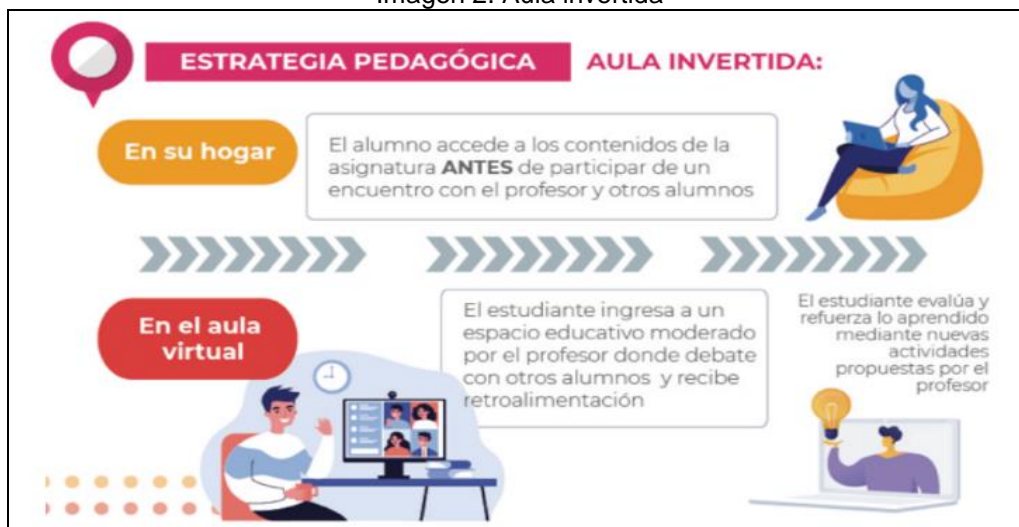 Imagen 2. Aula invertida
ESTRATEGIA PEDAGÓGICA AULA INVERTIDA:
En su hogar
El alumno accede a los contenidos de la
asignatura ANTES de participar de un
encuentro con el profesor y otros alumnos
En el aula
virtual
El estudiante ingresa a un
espacio educativo moderado
por el profesor donde debate
con otros alumnos y recibe
retroalimentación
El estudiante evalúa y
refuerza lo aprendido
mediante nuevas
actividades
propuestas por el
profesor